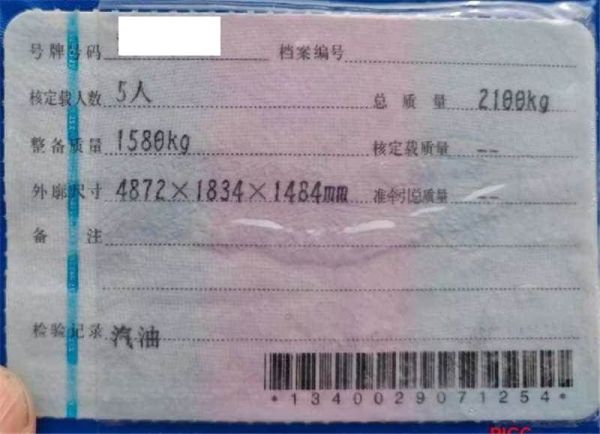 号牌号码 档案编号
核定载人数 5人 总质量 2100kg
整备质量 1580kg 核定载质量 --
外廓尺寸 4872×1834×1484mm 准牵引总质量 --
备注
检验记录 汽油
*1340029071254*
PICC